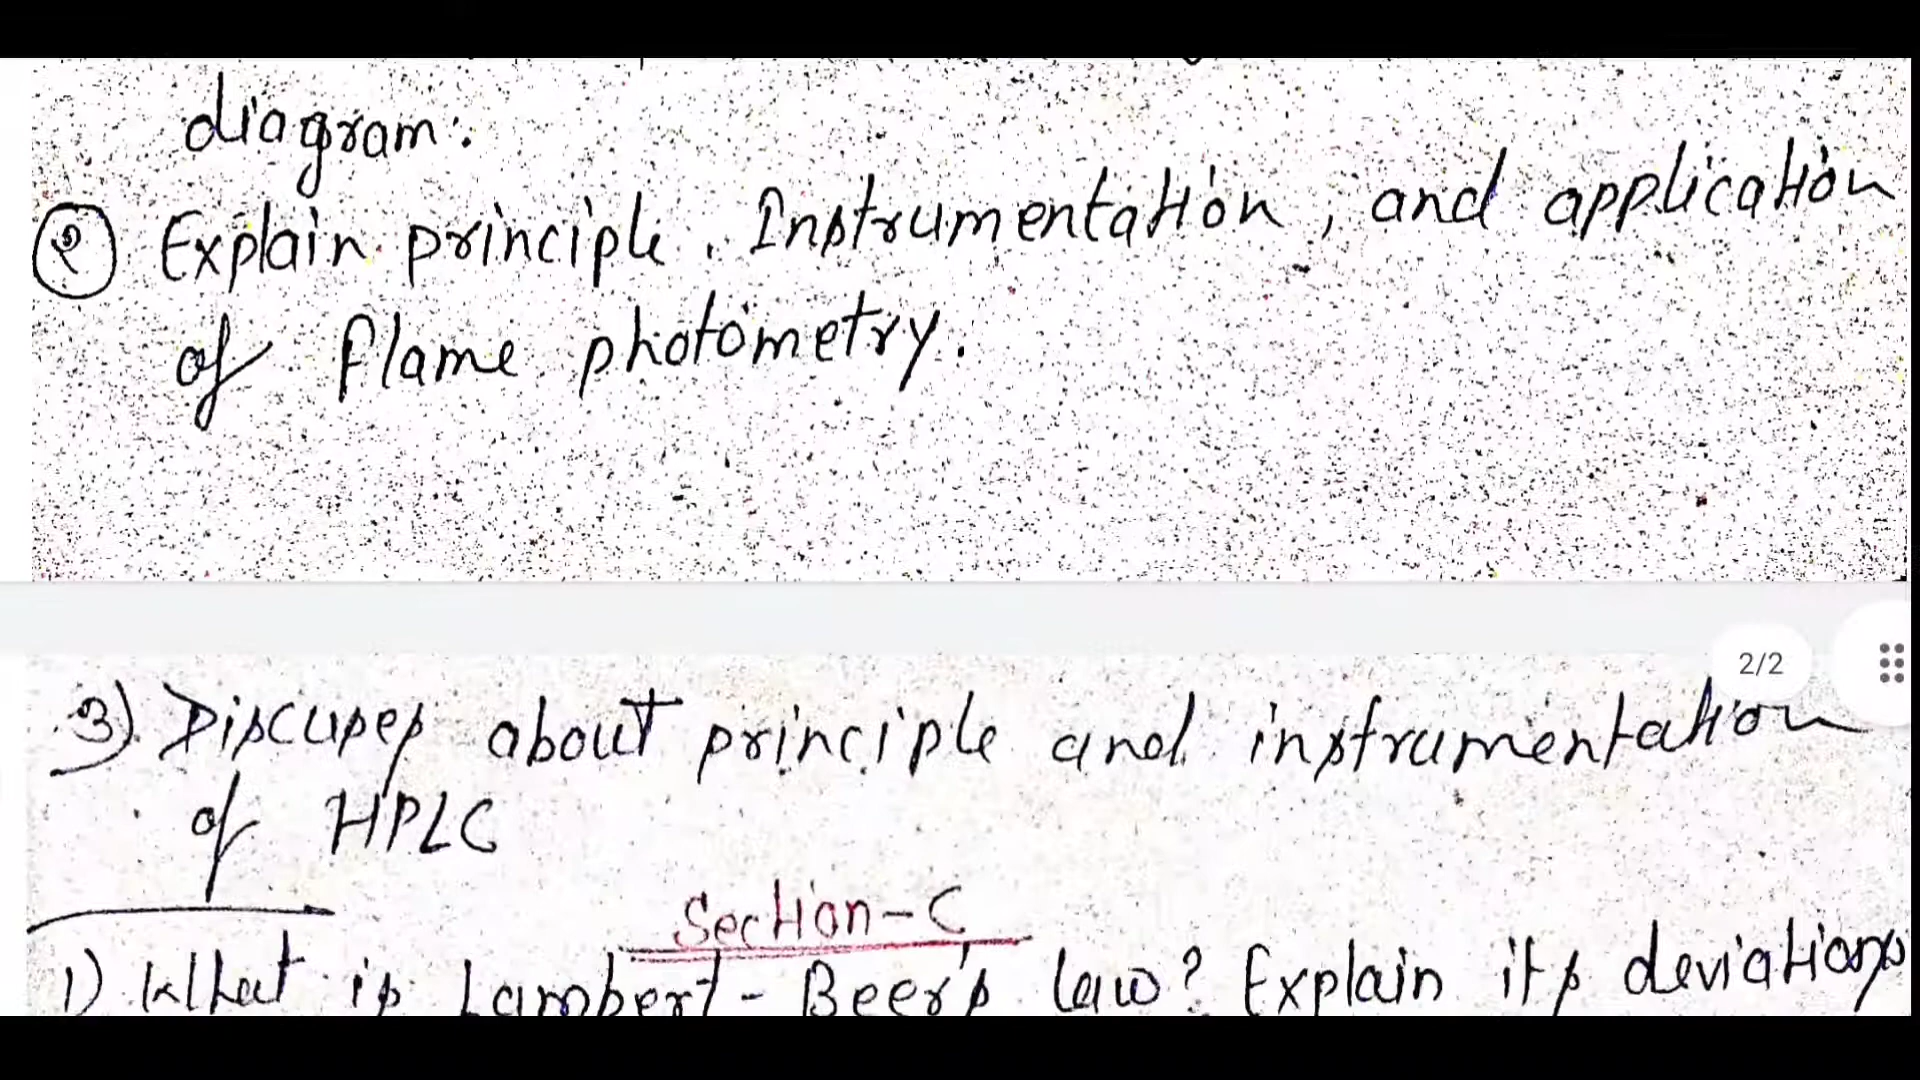 diagram.
२ Explain principle, Instrumentation, and application
of flame photometry.
2/2
3) Discuses about principle and instrumentation
of HPLC
Section-C
1) What is Lambert-Beer's law? Explain its deviations